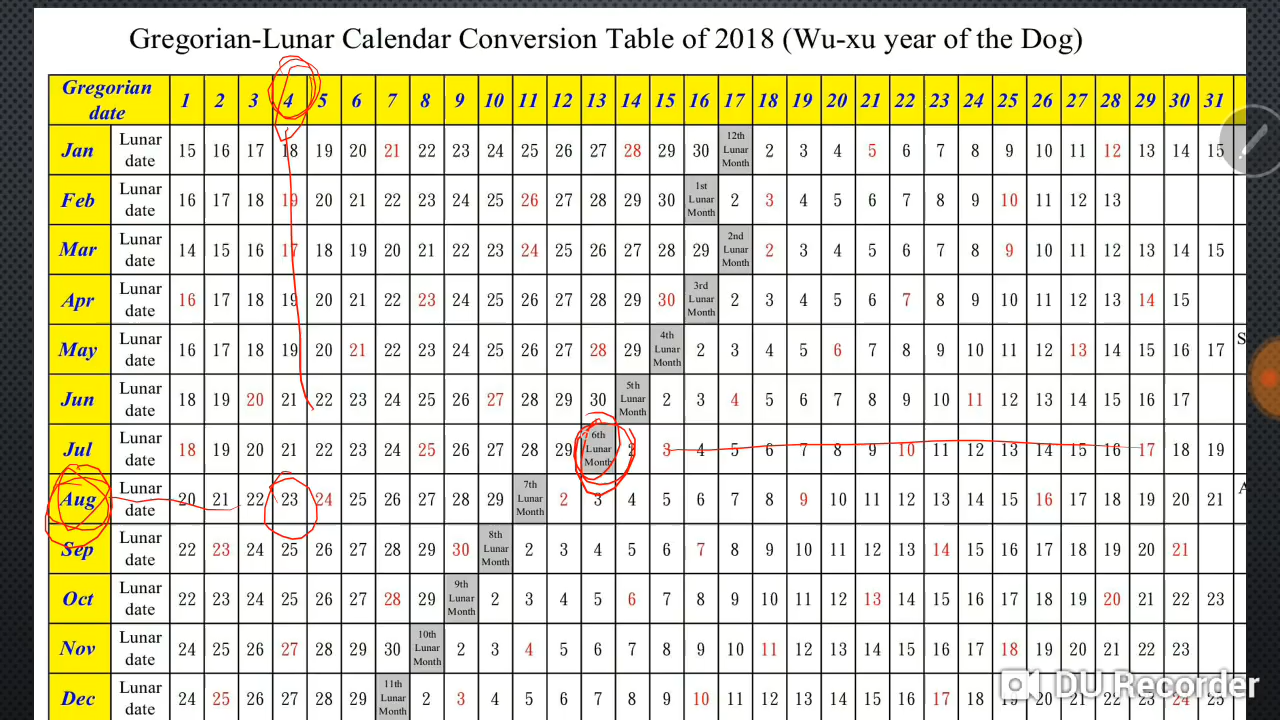 Gregorian-Lunar Calendar Conversion Table of 2018 (Wu-xu year of the Dog)
Gregorian date 1 2 3 4 5 6 7 8 9 10 11 12 13 14 15 16 17 18 19 20 21 22 23 24 25 26 27 28 29 30 31
Jan Lunar date 15 16 17 18 19 20 21 22 23 24 25 26 27 28 29 30 12th Lunar Month 2 3 4 5 6 7 8 9 10 11 12 13 14 15
Feb Lunar date 16 17 18 19 20 21 22 23 24 25 26 27 28 29 30 1st Lunar Month 2 3 4 5 6 7 8 9 10 11 12 13
Mar Lunar date 14 15 16 17 18 19 20 21 22 23 24 25 26 27 28 29 2nd Lunar Month 2 3 4 5 6 7 8 9 10 11 12 13 14 15
Apr Lunar date 16 17 18 19 20 21 22 23 24 25 26 27 28 29 30 3rd Lunar Month 2 3 4 5 6 7 8 9 10 11 12 13 14 15
May Lunar date 16 17 18 19 20 21 22 23 24 25 26 27 28 29 4th Lunar Month 2 3 4 5 6 7 8 9 10 11 12 13 14 15 16 17 S
Jun Lunar date 18 19 20 21 22 23 24 25 26 27 28 29 30 5th Lunar Month 2 3 4 5 6 7 8 9 10 11 12 13 14 15 16 17
Jul Lunar date 18 19 20 21 22 23 24 25 26 27 28 29 6th Lunar Month 2 3 4 5 6 7 8 9 10 11 12 13 14 15 16 17 18 19
Aug Lunar date 20 21 22 23 24 25 26 27 28 29 7th Lunar Month 2 3 4 5 6 7 8 9 10 11 12 13 14 15 16 17 18 19 20 21
Sep Lunar date 22 23 24 25 26 27 28 29 30 8th Lunar Month 2 3 4 5 6 7 8 9 10 11 12 13 14 15 16 17 18 19 20 21
Oct Lunar date 22 23 24 25 26 27 28 29 9th Lunar Month 2 3 4 5 6 7 8 9 10 11 12 13 14 15 16 17 18 19 20 21 22 23
Nov Lunar date 24 25 26 27 28 29 30 10th Lunar Month 2 3 4 5 6 7 8 9 10 11 12 13 14 15 16 17 18 19 20 21 22 23
Dec Lunar date 24 25 26 27 28 29 11th Lunar Month 2 3 4 5 6 7 8 9 10 11 12 13 14 15 16 17 18 19 20 21 22 23 24 25
DU Recorder